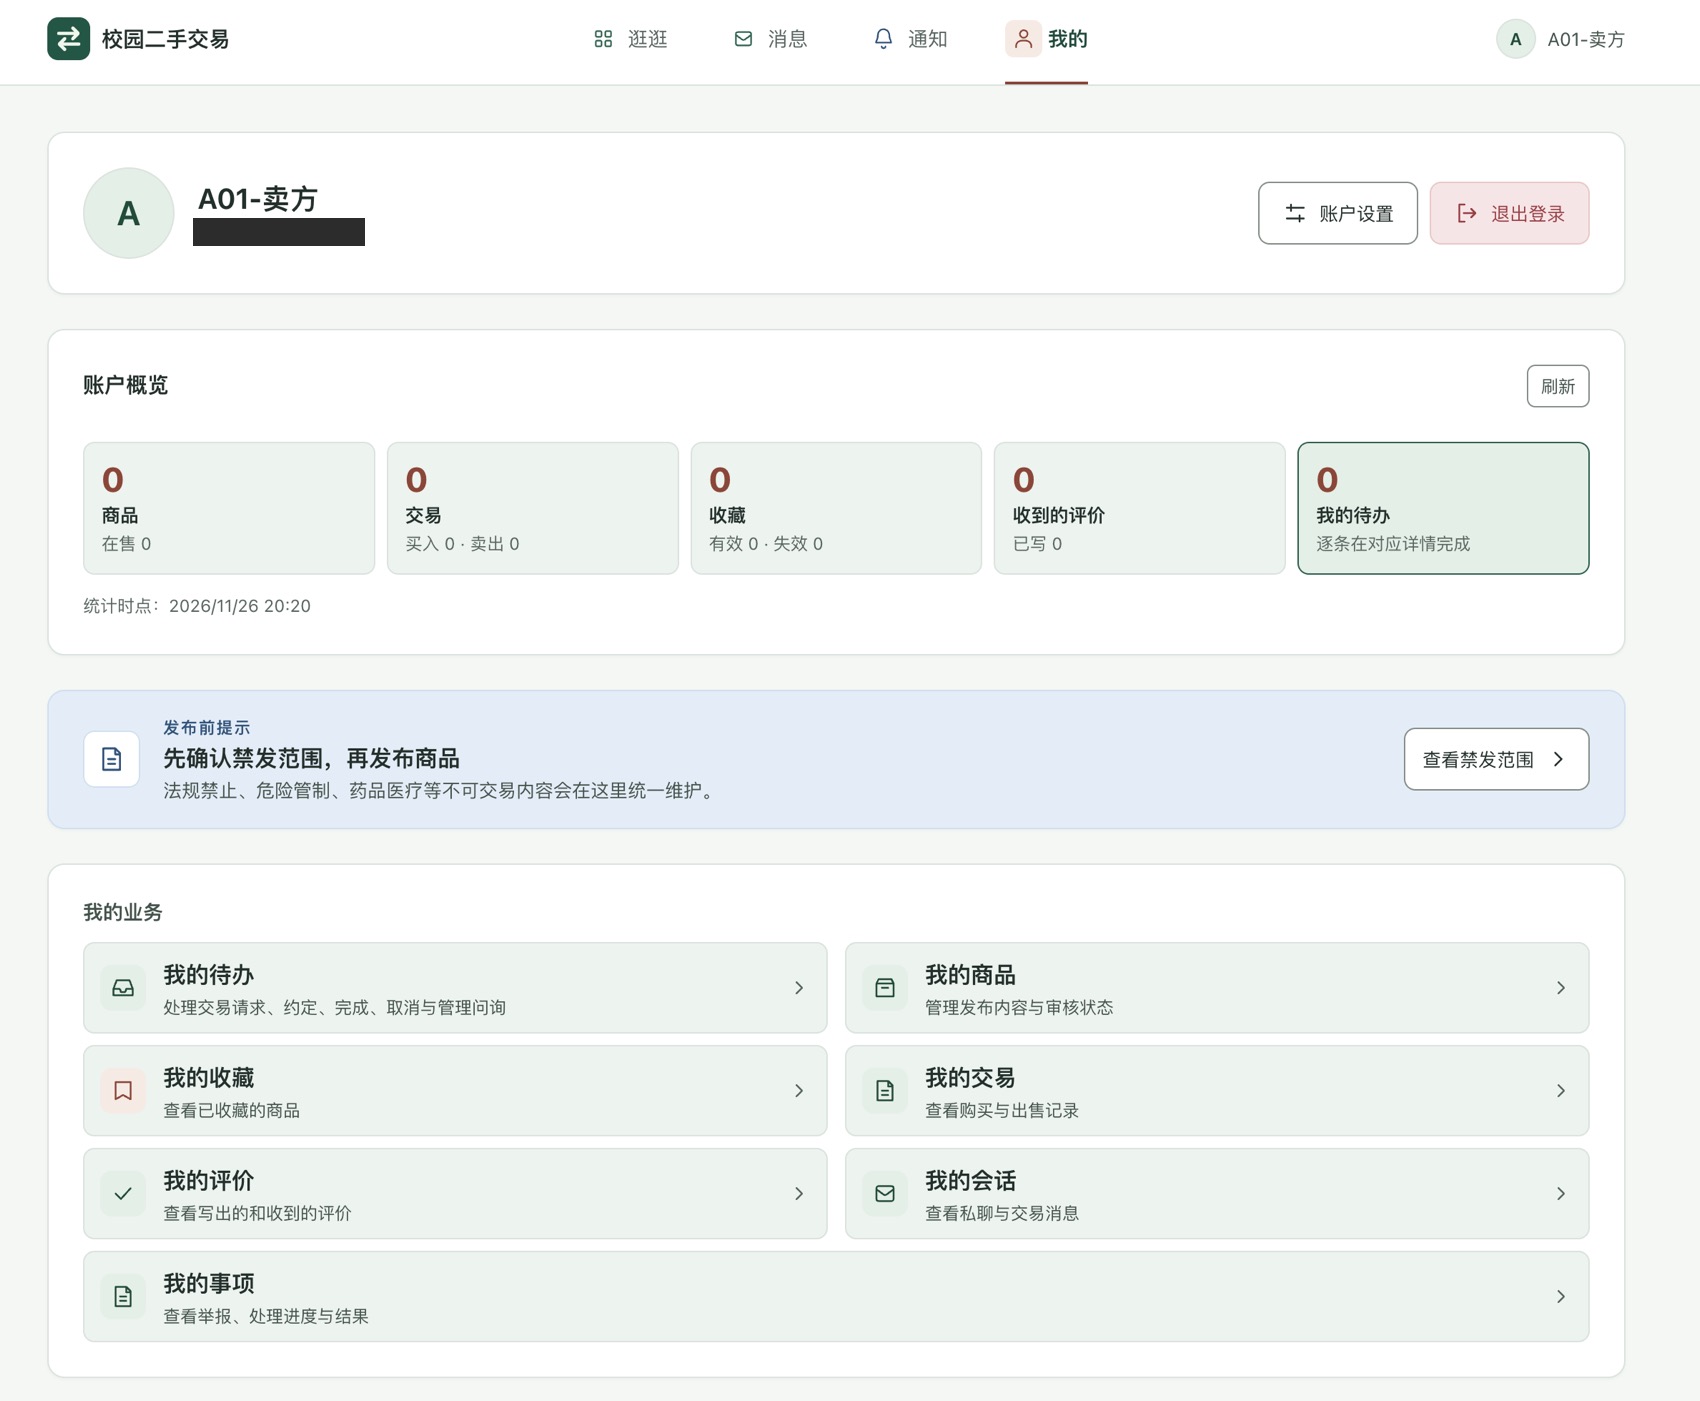 校园二手交易
逛逛
消息
通知
我的
A
A01-卖方
A
A01-卖方
账户设置
退出登录
账户概览
刷新
0
商品
在售 0
0
交易
买入 0 · 卖出 0
0
收藏
有效 0 · 失效 0
0
收到的评价
已写 0
0
我的待办
逐条在对应详情完成
统计时点：2026/11/26 20:20
发布前提示
先确认禁发范围，再发布商品
法规禁止、危险管制、药品医疗等不可交易内容会在这里统一维护。
查看禁发范围
我的业务
我的待办
处理交易请求、约定、完成、取消与管理问询
我的商品
管理发布内容与审核状态
我的收藏
查看已收藏的商品
我的交易
查看购买与出售记录
我的评价
查看写出的和收到的评价
我的会话
查看私聊与交易消息
我的事项
查看举报、处理进度与结果